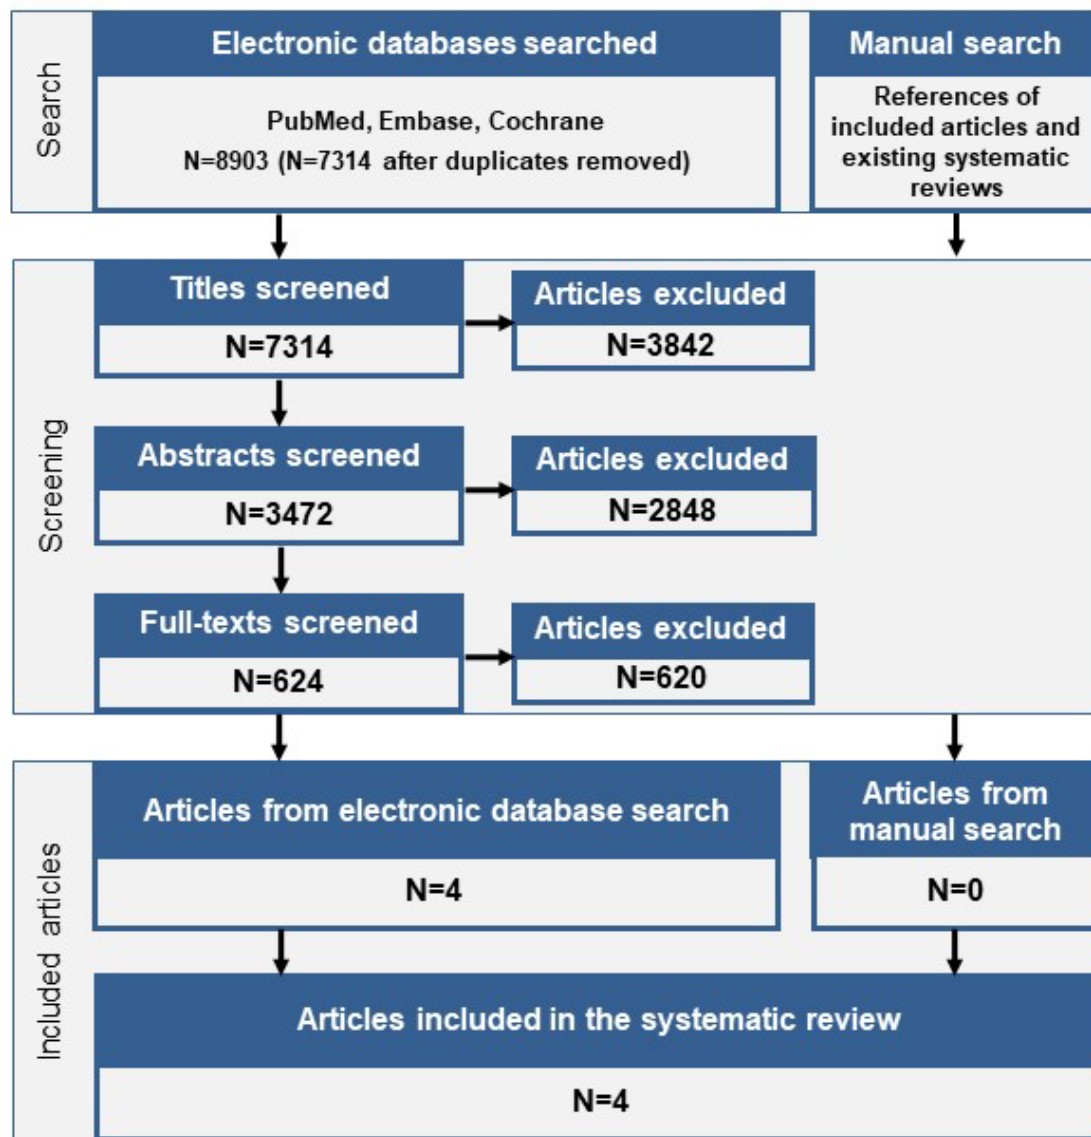 Search
Electronic databases searched
PubMed, Embase, Cochrane
N=8903 (N=7314 after duplicates removed)
Manual search
References of
included articles and
existing systematic
reviews
Screening
Titles screened
N=7314
Articles excluded
N=3842
Abstracts screened
N=3472
Articles excluded
N=2848
Full-texts screened
N=624
Articles excluded
N=620
Included articles
Articles from electronic database search
N=4
Articles from
manual search
N=0
Articles included in the systematic review
N=4